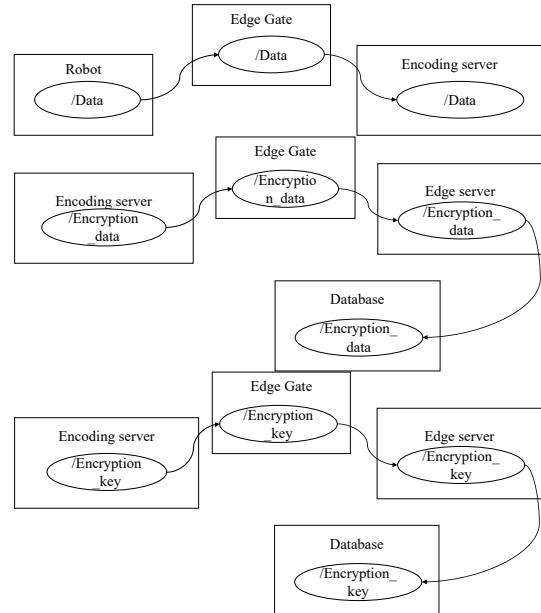 Edge Gate
/Data
Robot
/Data
Encoding server
/Data
Edge Gate
/Encryptio
n_data
Encoding server
/Encryption
_data
Edge server
/Encryption_
data
Database
/Encryption_
data
Edge Gate
/Encryption
_key
Encoding server
/Encryption
_key
Edge server
/Encryption_
key
Database
/Encryption_
key